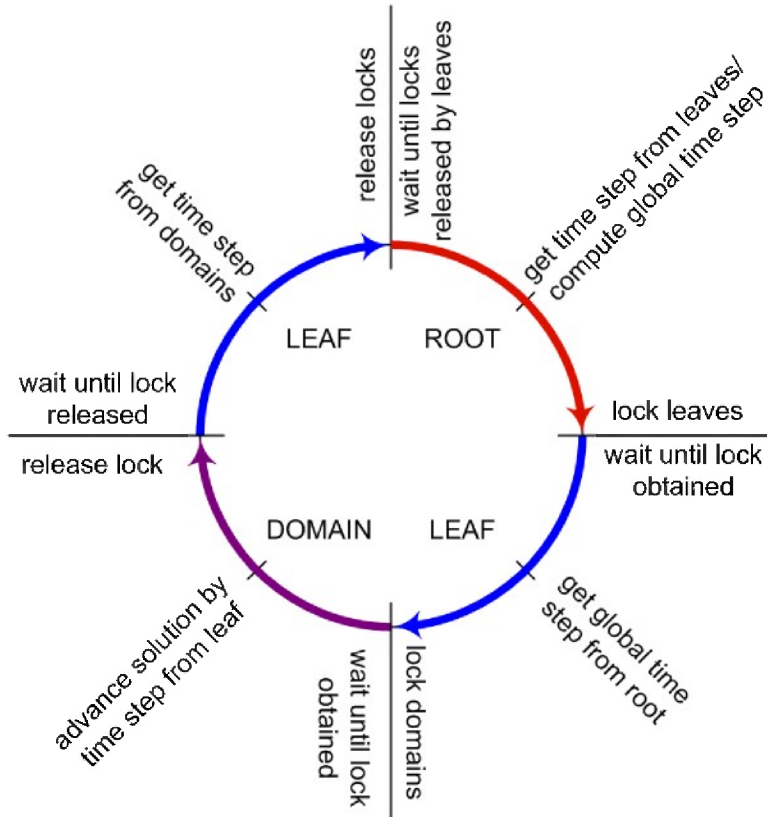 release locks
wait until locks
released by leaves
get time step from leaves/
compute global time step
get time step
from domains
LEAF
ROOT
wait until lock
released
lock leaves
release lock
wait until lock
obtained
DOMAIN
LEAF
advance solution by
time step from leaf
get global time
step from root
wait until lock
obtained
lock domains